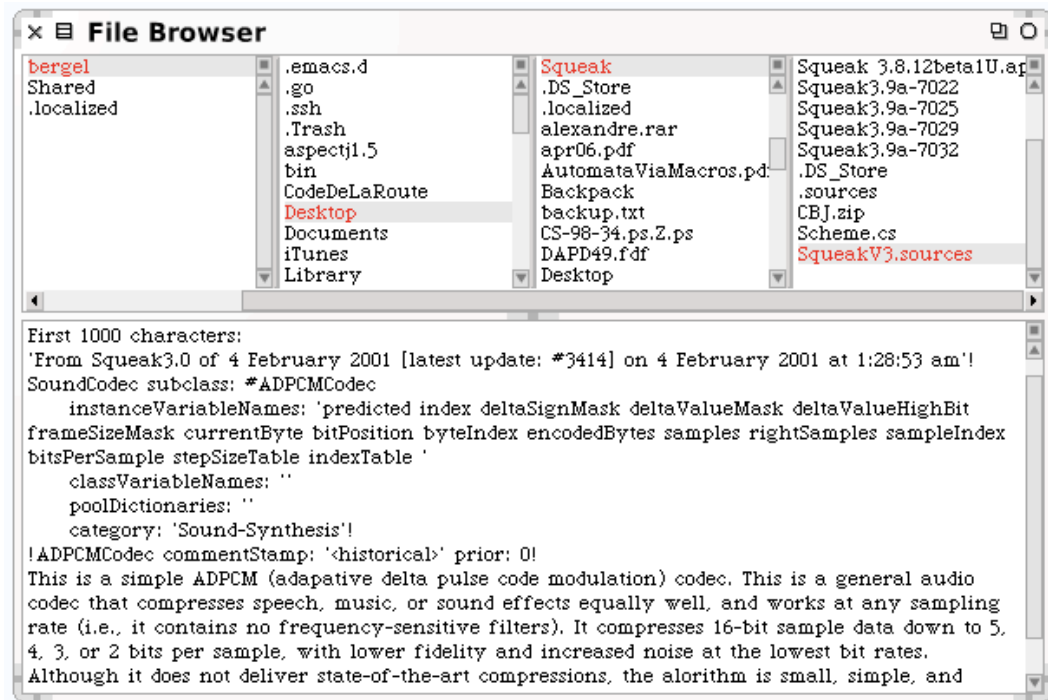 File Browser
bergel
Shared
.localized
.emacs.d
.go
.ssh
.Trash
aspectj1.5
bin
CodeDeLaRoute
Desktop
Documents
iTunes
Library
Squeak
.DS_Store
.localized
alexandre.rar
apr06.pdf
AutomataViaMacros.pdf
Backpack
backup.txt
CS-98-34.ps.Z.ps
DAPD49.fdf
Desktop
Squeak 3.8.12beta1U.ap
Squeak3.9a-7022
Squeak3.9a-7025
Squeak3.9a-7029
Squeak3.9a-7032
.DS_Store
.sources
CBJ.zip
Scheme.cs
SqueakV3.sources
First 1000 characters:
'From Squeak3.0 of 4 February 2001 [latest update: #3414] on 4 February 2001 at 1:28:53 am'!
SoundCodec subclass: #ADPCMCodec
instanceVariableNames: 'predicted index deltaSignMask deltaValueMask deltaValueHighBit
frameSizeMask currentByte bitPosition byteIndex encodedBytes samples rightSamples sampleIndex
bitsPerSample stepSizeTable indexTable '
classVariableNames: ''
poolDictionaries: ''
category: 'Sound-Synthesis'!
!ADPCMCodec commentStamp: '<historical>' prior: 0!
This is a simple ADPCM (adapative delta pulse code modulation) codec. This is a general audio
codec that compresses speech, music, or sound effects equally well, and works at any sampling
rate (i.e., it contains no frequency-sensitive filters). It compresses 16-bit sample data down to 5,
4, 3, or 2 bits per sample, with lower fidelity and increased noise at the lowest bit rates.
Although it does not deliver state-of-the-art compressions, the alorithm is small, simple, and